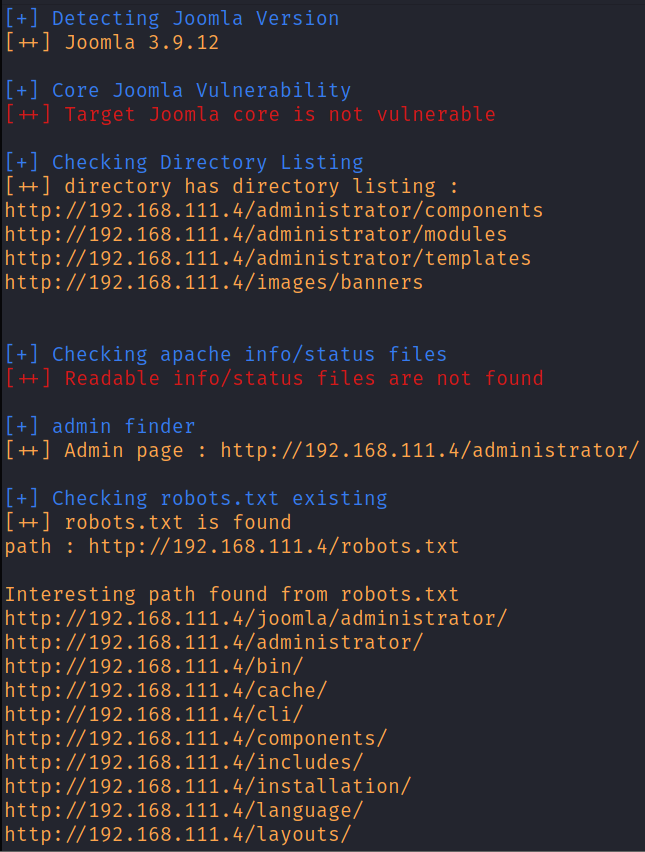 [+] Detecting Joomla Version
[++] Joomla 3.9.12
[+] Core Joomla Vulnerability
[++] Target Joomla core is not vulnerable
[+] Checking Directory Listing
[++] directory has directory listing :
http://192.168.111.4/administrator/components
http://192.168.111.4/administrator/modules
http://192.168.111.4/administrator/templates
http://192.168.111.4/images/banners
[+] Checking apache info/status files
[++] Readable info/status files are not found
[+] admin finder
[++] Admin page : http://192.168.111.4/administrator/
[+] Checking robots.txt existing
[++] robots.txt is found
path : http://192.168.111.4/robots.txt
Interesting path found from robots.txt
http://192.168.111.4/joomla/administrator/
http://192.168.111.4/administrator/
http://192.168.111.4/bin/
http://192.168.111.4/cache/
http://192.168.111.4/cli/
http://192.168.111.4/components/
http://192.168.111.4/includes/
http://192.168.111.4/installation/
http://192.168.111.4/language/
http://192.168.111.4/layouts/